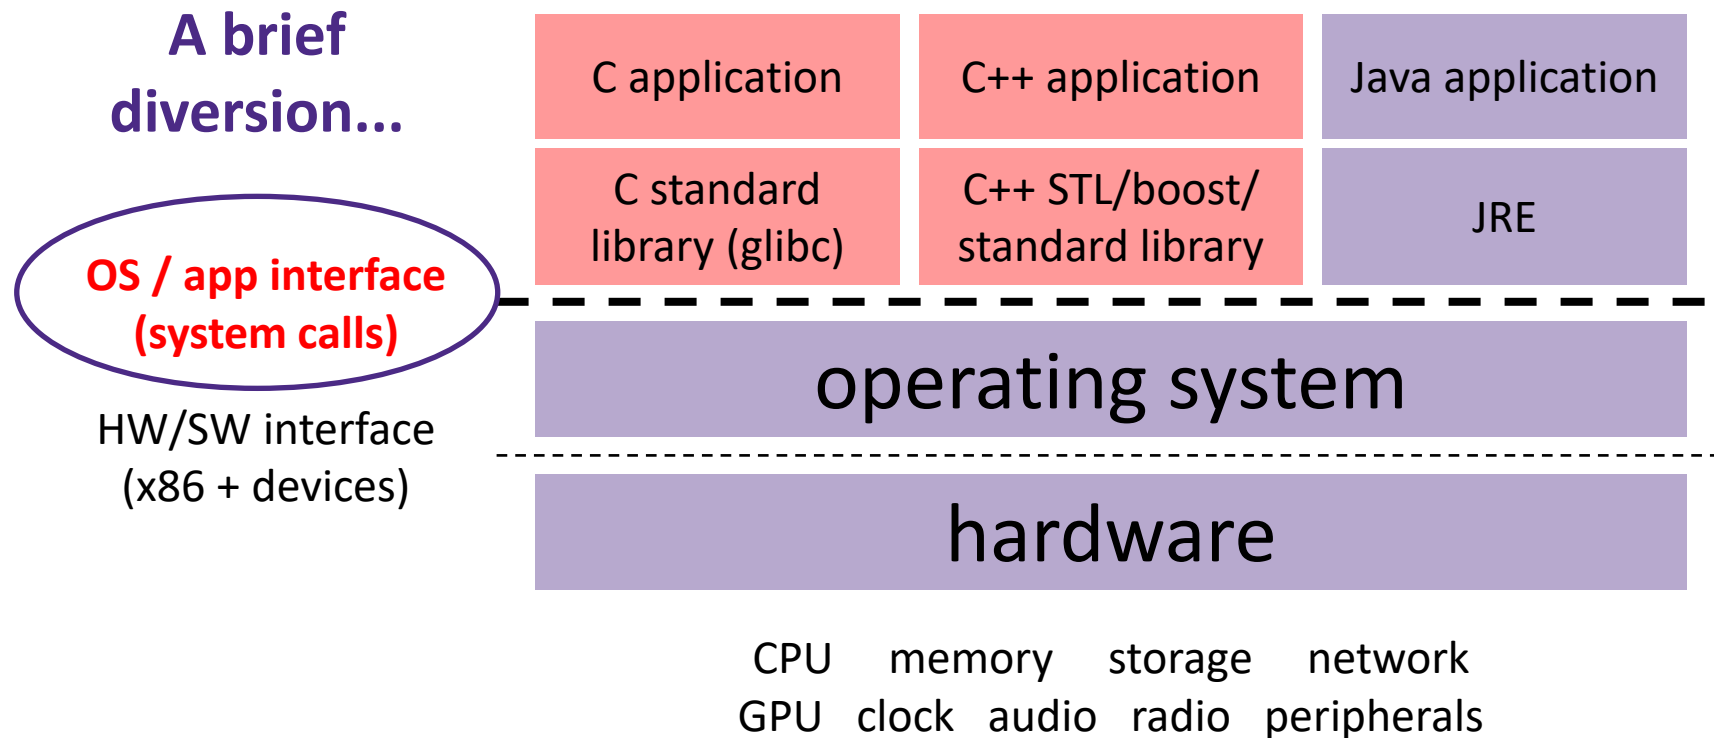 A brief
diversion...
C application
C++ application
Java application
C standard
library (glibc)
C++ STL/boost/
standard library
JRE
OS / app interface
(system calls)
operating system
HW/SW interface
(x86 + devices)
hardware
CPU memory storage network
GPU clock audio radio peripherals